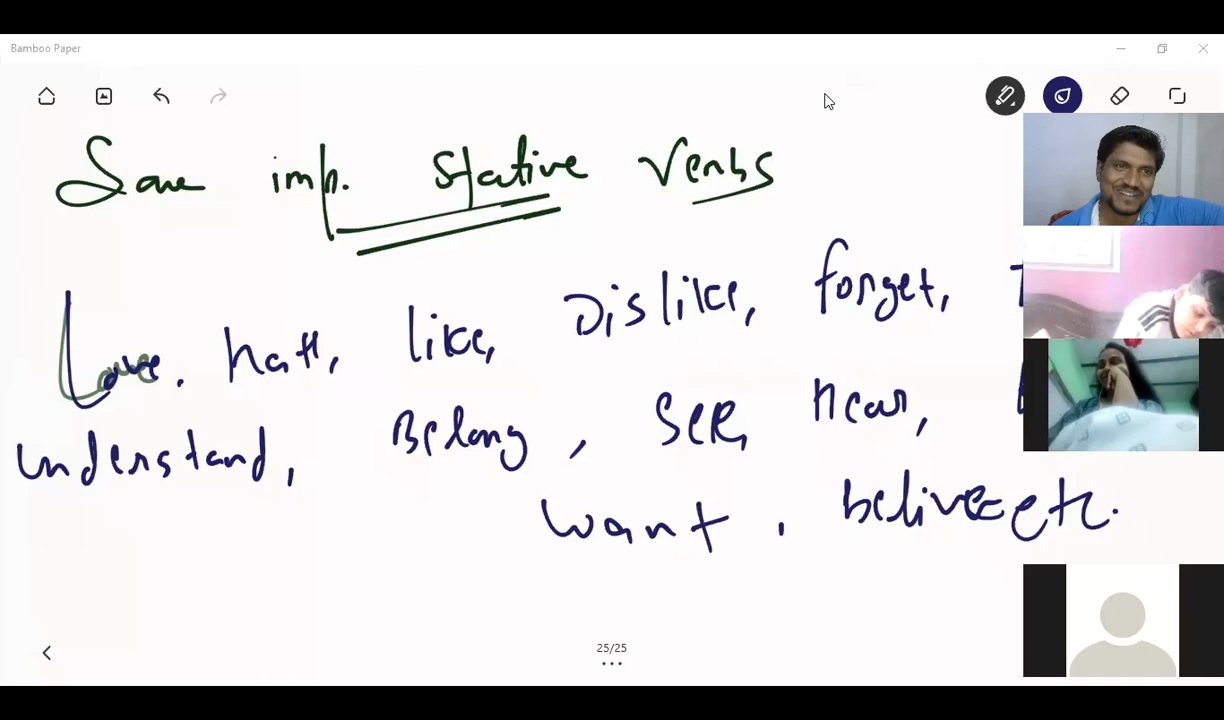 Bamboo Paper
Some imp. Stative Verbs
Love, hate, like, Dislike, forget,
understand, Belong, see, hear,
want, belive etc.
25/25